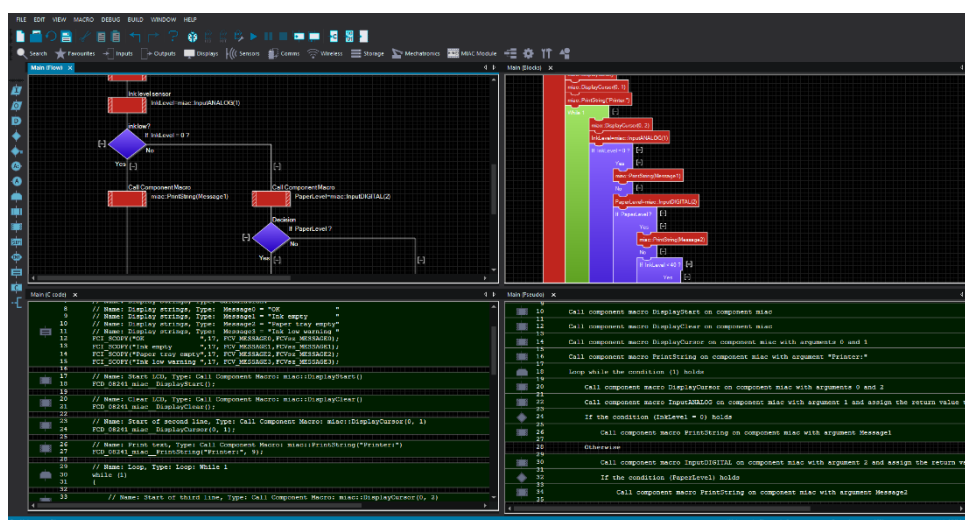 FILE EDIT VIEW MACRO DEBUG BUILD WINDOW HELP
Search Favourites Inputs Outputs Displays Sensors Comms Wireless Storage Mechatronics MIAC Module
Main (Flow) X
Ink level sensor
InkLevel=miac::InputANALOG(1)
inklow?
If InkLevel = 0 ?
[-]
No
Yes [-]
[-]
Call Component Macro
miac::PrintString(Message1)
Call Component Macro
PaperLevel=miac::InputDIGITAL(2)
Decision
If PaperLevel ?
[-]
No
Yes [-]
[-]
Main (Blocks) x
miac::DisplayCursor(0, 1)
miac::PrintString("Printer:")
While 1
miac::DisplayCursor(0, 2)
InkLevel=miac::InputANALOG(1)
If InkLevel = 0 ? [-]
Yes [-]
miac::PrintString(Message1)
No [-]
PaperLevel=miac::InputDIGITAL(2)
If PaperLevel ? [-]
Yes [-]
miac::PrintString(Message2)
No [-]
If InkLevel < 40 ? [-]
Yes [-]
Main (C code) x
8 // Name: Display strings, Type: Message0 = "OK "
9 // Name: Display strings, Type: Message1 = "Ink empty "
10 // Name: Display strings, Type: Message2 = "Paper tray empty"
11 // Name: Display strings, Type: Message3 = "Ink low warning "
12 FCI_SCOPY("OK ",17, FCV_MESSAGE0,FCVsz_MESSAGE0);
13 FCI_SCOPY("Ink empty ",17, FCV_MESSAGE1,FCVsz_MESSAGE1);
14 FCI_SCOPY("Paper tray empty",17, FCV_MESSAGE2,FCVsz_MESSAGE2);
15 FCI_SCOPY("Ink low warning ",17, FCV_MESSAGE3,FCVsz_MESSAGE3);
16
17 // Name: Start LCD, Type: Call Component Macro: miac::DisplayStart()
18 FCD_08241_miac__DisplayStart();
19
20 // Name: Clear LCD, Type: Call Component Macro: miac::DisplayClear()
21 FCD_08241_miac__DisplayClear();
22
23 // Name: Start of second line, Type: Call Component Macro: miac::DisplayCursor(0, 1)
24 FCD_08241_miac__DisplayCursor(0, 1);
25
26 // Name: Print text, Type: Call Component Macro: miac::PrintString("Printer:")
27 FCD_08241_miac__PrintString("Printer:", 9);
28
29 // Name: Loop, Type: Loop: While 1
30 while (1)
31 {
32
33 // Name: Start of third line, Type: Call Component Macro: miac::DisplayCursor(0, 2)
Main (Pseudo) x
9
10 Call component macro DisplayStart on component miac
11
12 Call component macro DisplayClear on component miac
13
14 Call component macro DisplayCursor on component miac with arguments 0 and 1
15
16 Call component macro PrintString on component miac with argument "Printer:"
17
18 Loop while the condition (1) holds
19
20 Call component macro DisplayCursor on component miac with arguments 0 and 2
21
22 Call component macro InputANALOG on component miac with argument 1 and assign the return value
23
24 If the condition (InkLevel = 0) holds
25
26 Call component macro PrintString on component miac with argument Message1
27
28 Otherwise
29
30 Call component macro InputDIGITAL on component miac with argument 2 and assign the return
31
32 If the condition (PaperLevel) holds
33
34 Call component macro PrintString on component miac with argument Message2
35